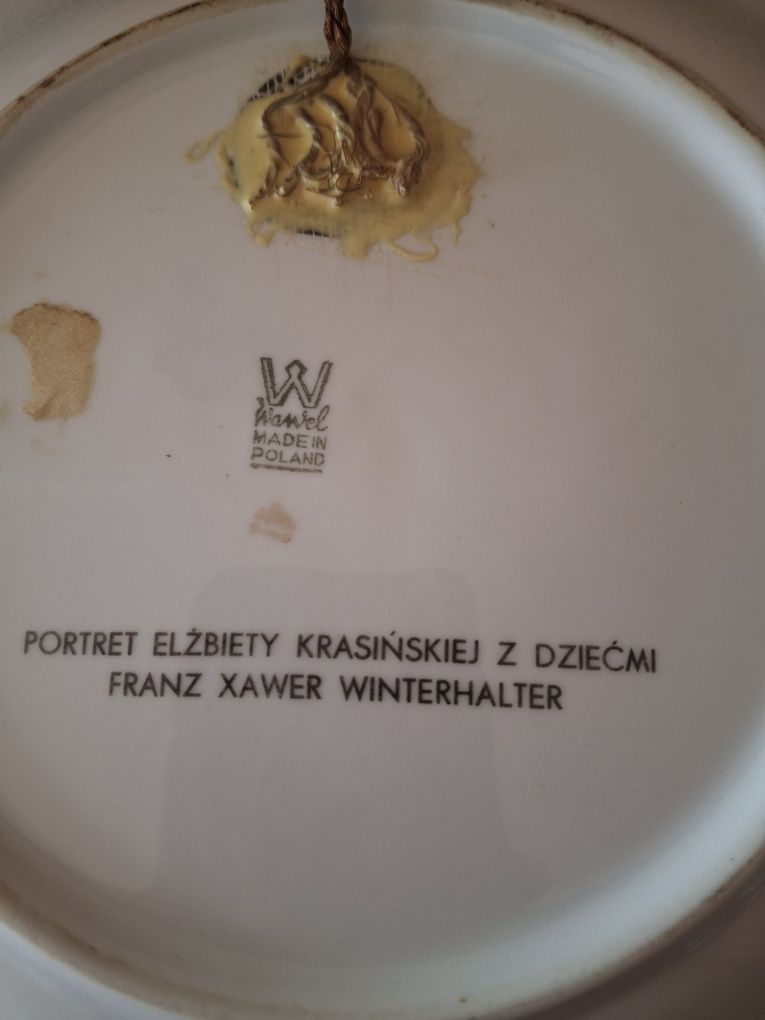 W
Wawel
MADE IN
POLAND
PORTRET ELŻBIETY KRASIŃSKIEJ Z DZIEĆMI
FRANZ XAWER WINTERHALTER